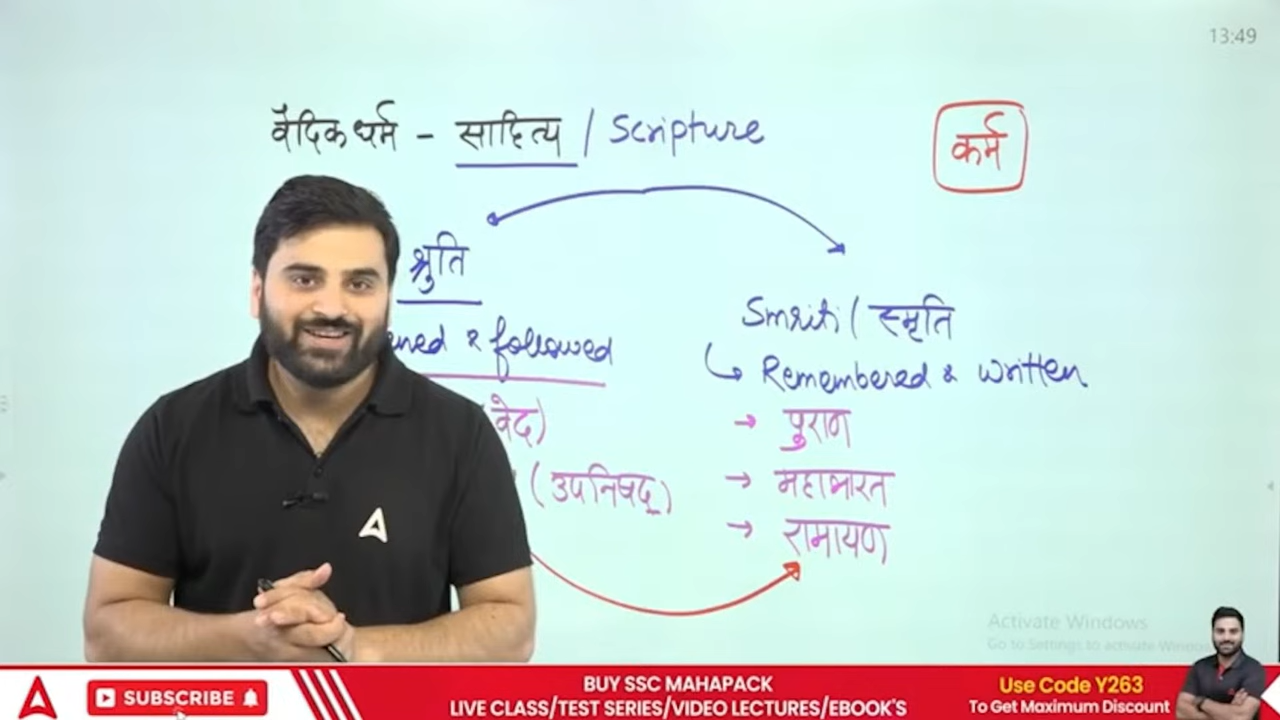 13:49
वैदिक धर्म - साहित्य / Scripture
कर्म
श्रुति
& followed
Smriti / स्मृति
Remembered & written
(वेद)
→ पुराण
(उपनिषद्)
→ महाभारत
→ रामायण
Activate Windows
Go to Settings to activate
SUBSCRIBE
BUY SSC MAHAPACK
LIVE CLASS/TEST SERIES/VIDEO LECTURES/EBOOK'S
Use Code Y263
To Get Maximum Discount